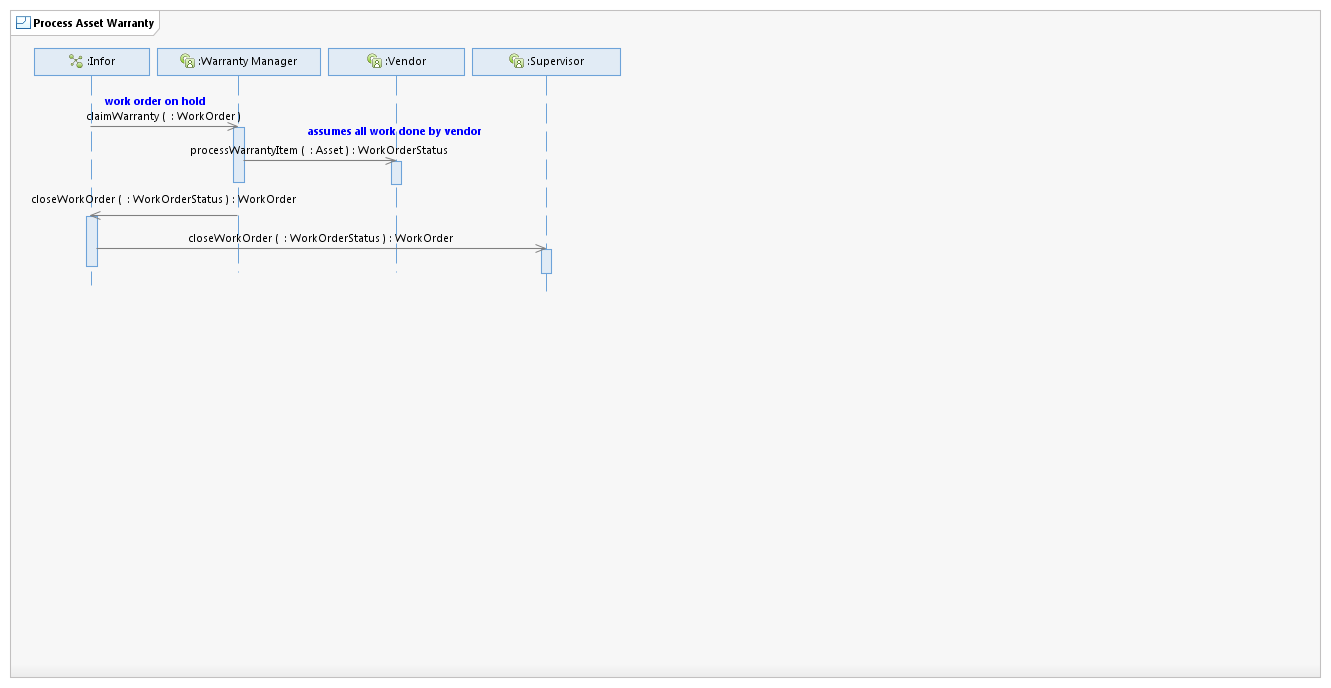 Process Asset Warranty
:Infor
:Warranty Manager
:Vendor
:Supervisor
work order on hold
claimWarranty ( : WorkOrder )
assumes all work done by vendor
processWarrantyItem ( : Asset ) : WorkOrderStatus
closeWorkOrder ( : WorkOrderStatus ) : WorkOrder
closeWorkOrder ( : WorkOrderStatus ) : WorkOrder